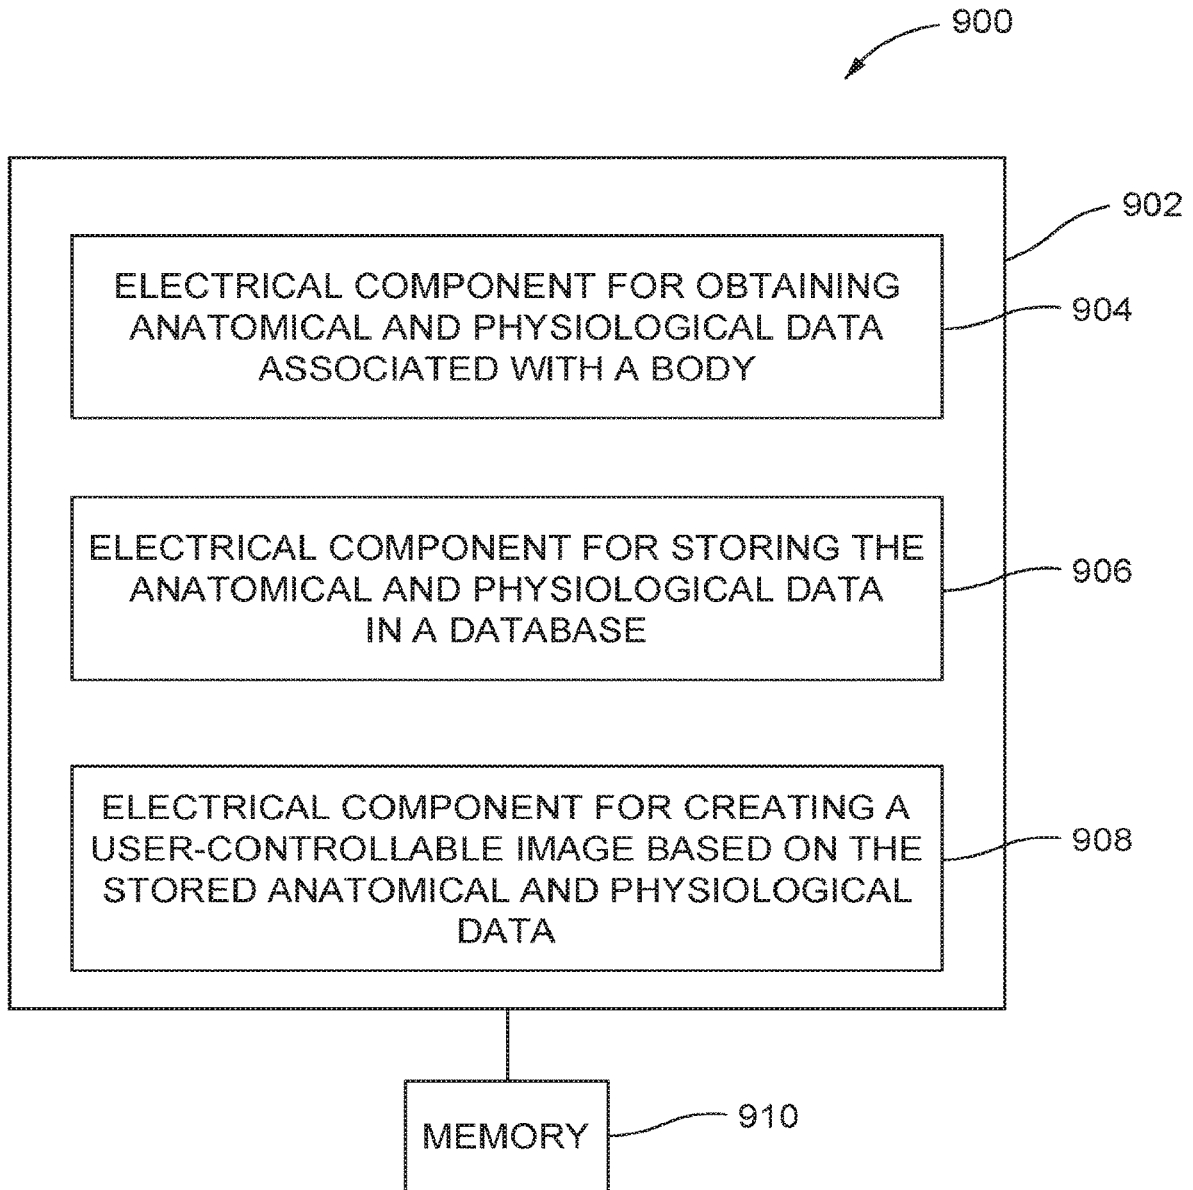 900
902
ELECTRICAL COMPONENT FOR OBTAINING
ANATOMICAL AND PHYSIOLOGICAL DATA
ASSOCIATED WITH A BODY
904
ELECTRICAL COMPONENT FOR STORING THE
ANATOMICAL AND PHYSIOLOGICAL DATA
IN A DATABASE
906
ELECTRICAL COMPONENT FOR CREATING A
USER-CONTROLLABLE IMAGE BASED ON THE
STORED ANATOMICAL AND PHYSIOLOGICAL
DATA
908
MEMORY
910